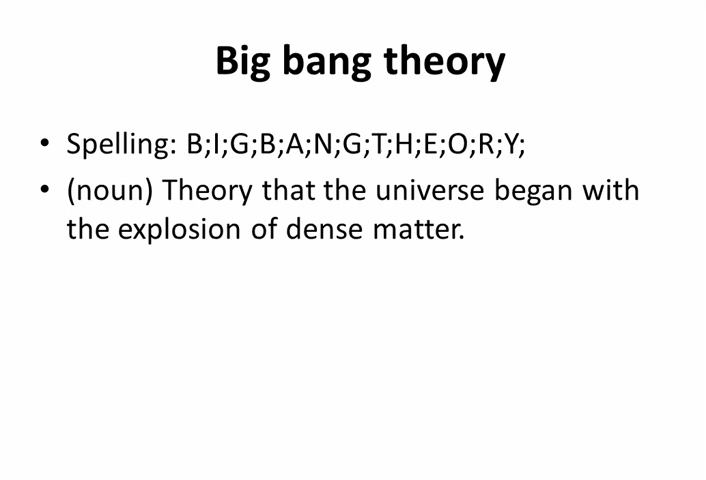 Big bang theory
• Spelling: B;I;G;B;A;N;G;T;H;E;O;R;Y;
• (noun) Theory that the universe began with
the explosion of dense matter.